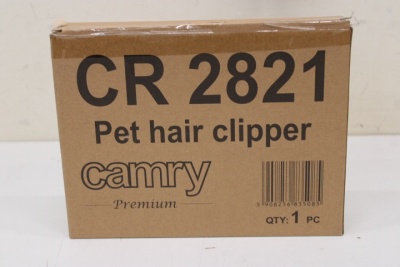 CR 2821
Pet hair clipper
camry
Premium
QTY: 1 PC